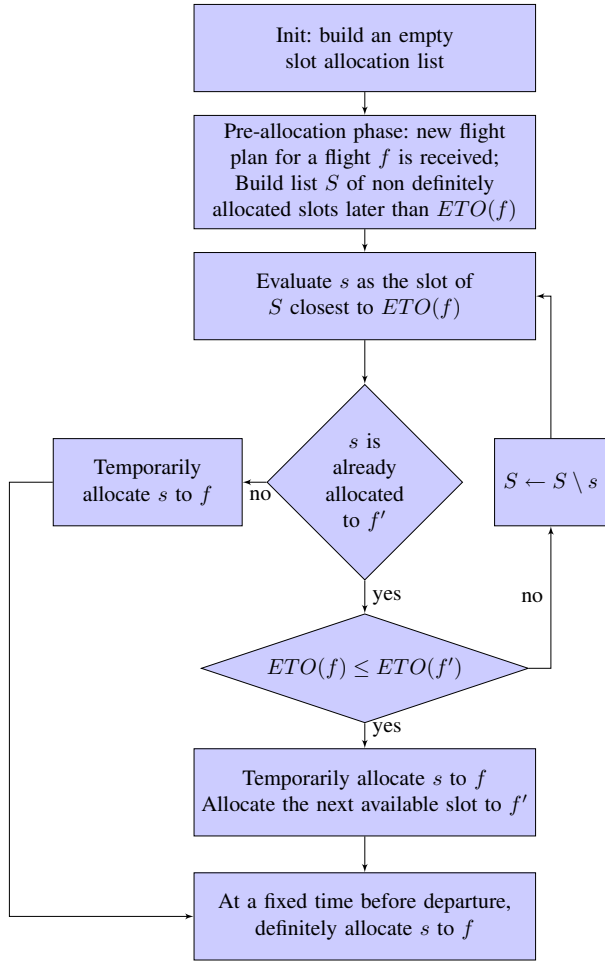 Init: build an empty
slot allocation list
Pre-allocation phase: new flight
plan for a flight f is received;
Build list S of non definitely
allocated slots later than ETO(f)
Evaluate s as the slot of
S closest to ETO(f)
s is
already
allocated
to f'
no
Temporarily
allocate s to f
S ← S \ s
yes
no
ETO(f) ≤ ETO(f')
yes
Temporarily allocate s to f
Allocate the next available slot to f'
At a fixed time before departure,
definitely allocate s to f